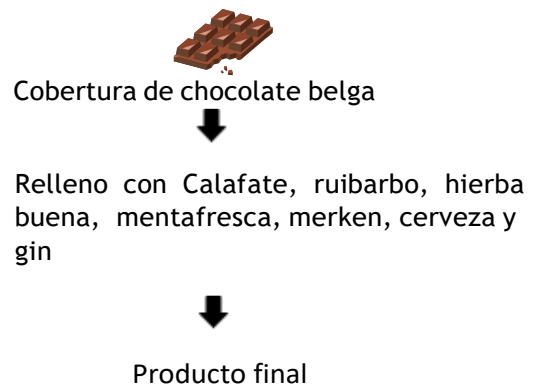 Cobertura de chocolate belga
Relleno con Calafate, ruibarbo, hierba
buena, mentafresca, merken, cerveza y
gin
Producto final